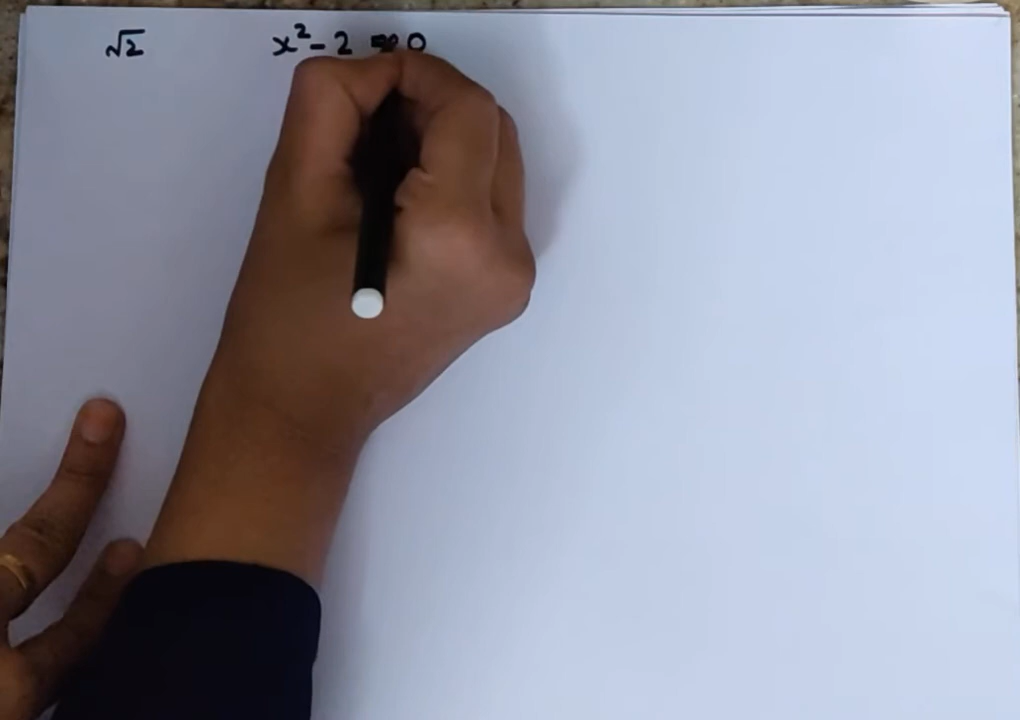 √2 x² - 2 = 0